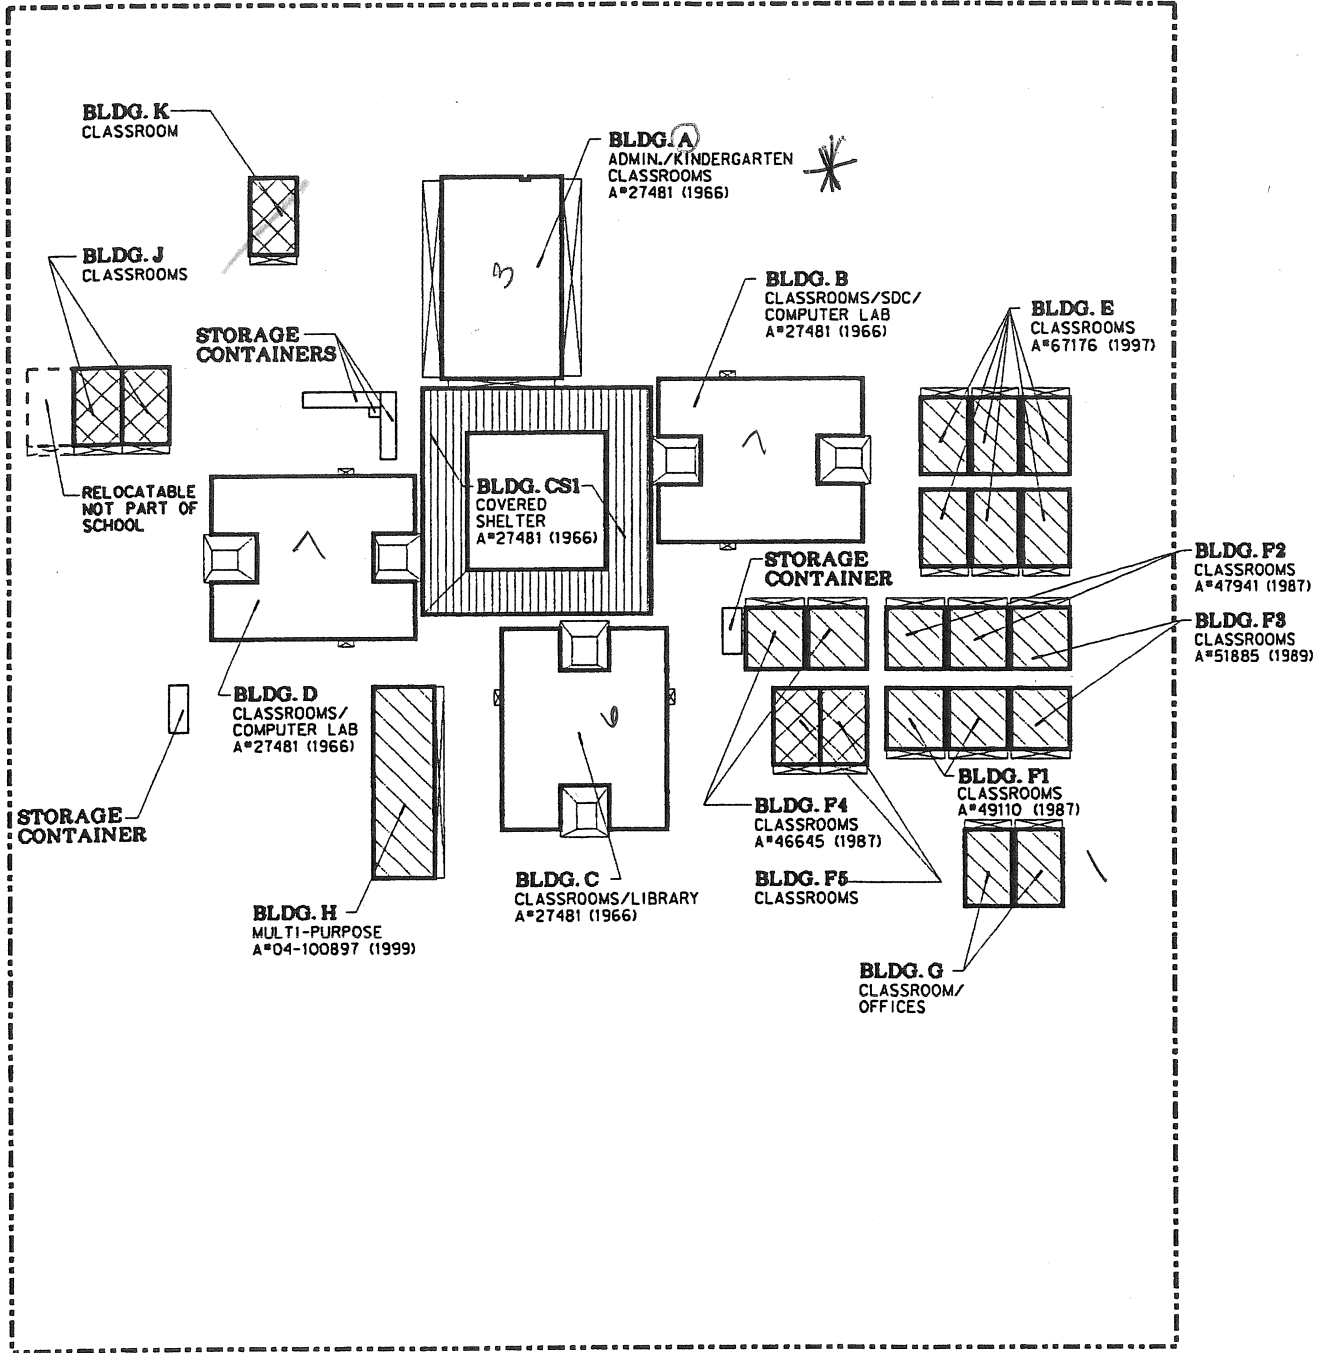 BLDG. K
CLASSROOM
BLDG. A
ADMIN./KINDERGARTEN
CLASSROOMS
A#27481 (1966)
3
BLDG. J
CLASSROOMS
BLDG. B
CLASSROOMS/SDC/
COMPUTER LAB
A#27481 (1966)
7
BLDG. E
CLASSROOMS
A#67176 (1997)
STORAGE
CONTAINERS
RELOCATABLE
NOT PART OF
SCHOOL
BLDG. CS1
COVERED
SHELTER
A#27481 (1966)
7
STORAGE
CONTAINER
BLDG. F2
CLASSROOMS
A#47941 (1987)
BLDG. F3
CLASSROOMS
A#51885 (1989)
BLDG. D
CLASSROOMS/
COMPUTER LAB
A#27481 (1966)
6
STORAGE
CONTAINER
BLDG. F1
CLASSROOMS
A#49110 (1987)
BLDG. F4
CLASSROOMS
A#46645 (1987)
BLDG. F5
CLASSROOMS
BLDG. C
CLASSROOMS/LIBRARY
A#27481 (1966)
BLDG. H
MULTI-PURPOSE
A#04-100897 (1999)
BLDG. G
CLASSROOM/
OFFICES